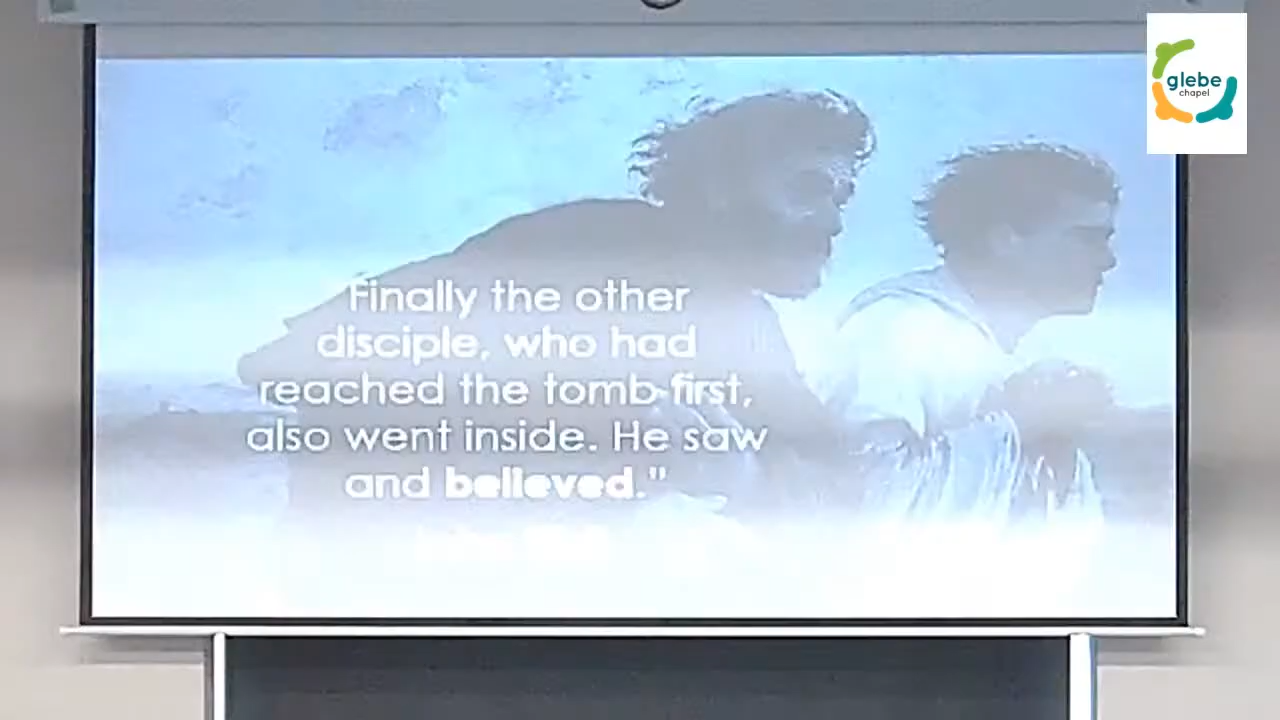 glebe
chapel
Finally the other
disciple, who had
reached the tomb first,
also went inside. He saw
and believed."